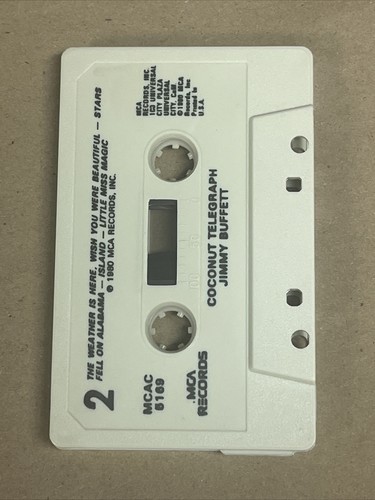 2
THE WEATHER IS HERE, WISH YOU WERE BEAUTIFUL — STARS
FELL ON ALABAMA — ISLAND — LITTLE MISS MAGIC
© 1980 MCA RECORDS, INC.
MCAC
5169
MCA
RECORDS, INC.
UNIVERSAL
CITY PLAZA
UNIVERSAL
CITY, Calif.
© 1980 MCA
Records, Inc.
Printed in
U.S.A.
MCA
RECORDS
COCONUT TELEGRAPH
JIMMY BUFFETT